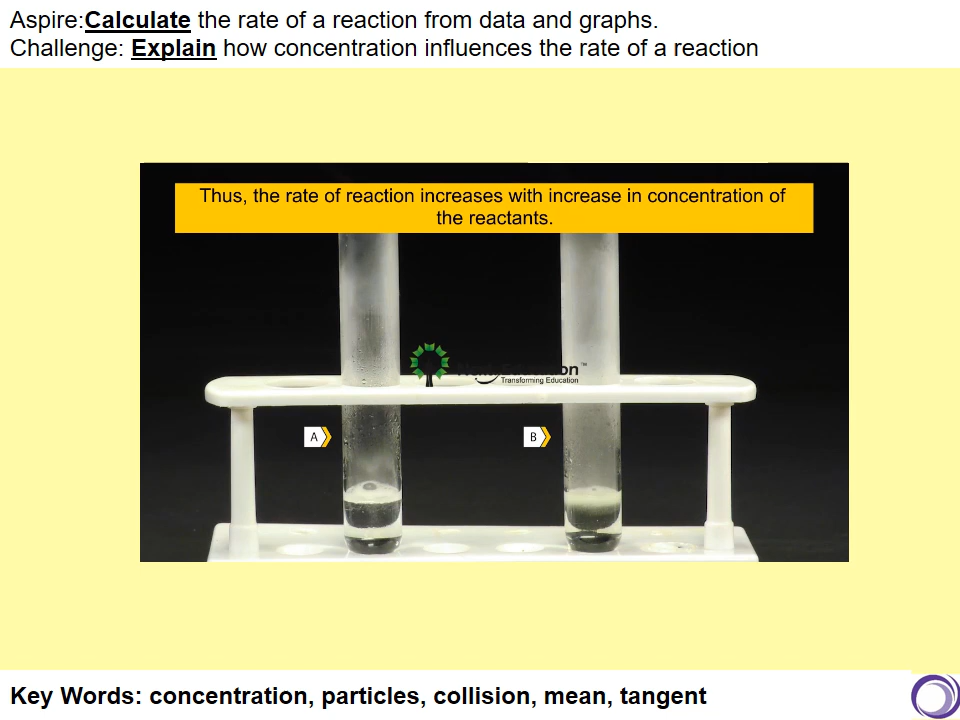 Aspire:Calculate the rate of a reaction from data and graphs.
Challenge: Explain how concentration influences the rate of a reaction
Thus, the rate of reaction increases with increase in concentration of
the reactants.
Transforming Education
A
B
Key Words: concentration, particles, collision, mean, tangent